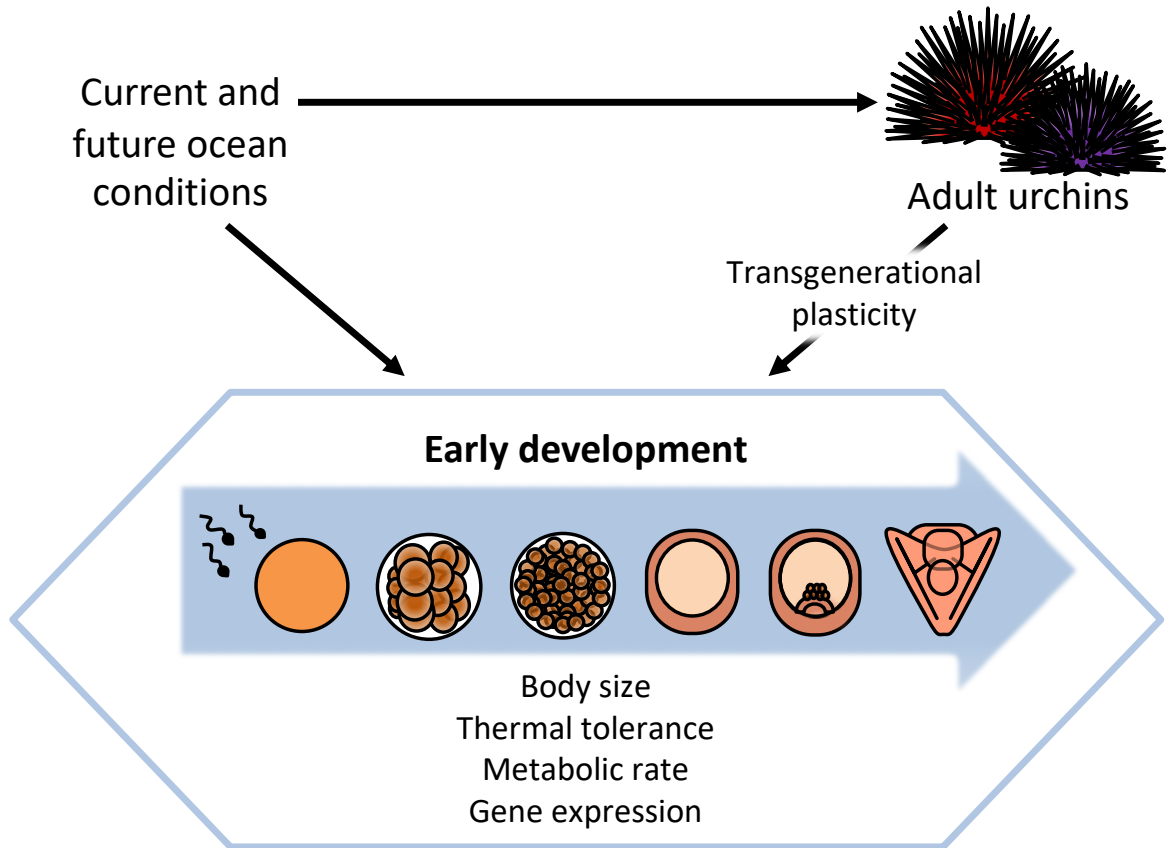 Current and
future ocean
conditions
Adult urchins
Transgenerational
plasticity
Early development
Body size
Thermal tolerance
Metabolic rate
Gene expression